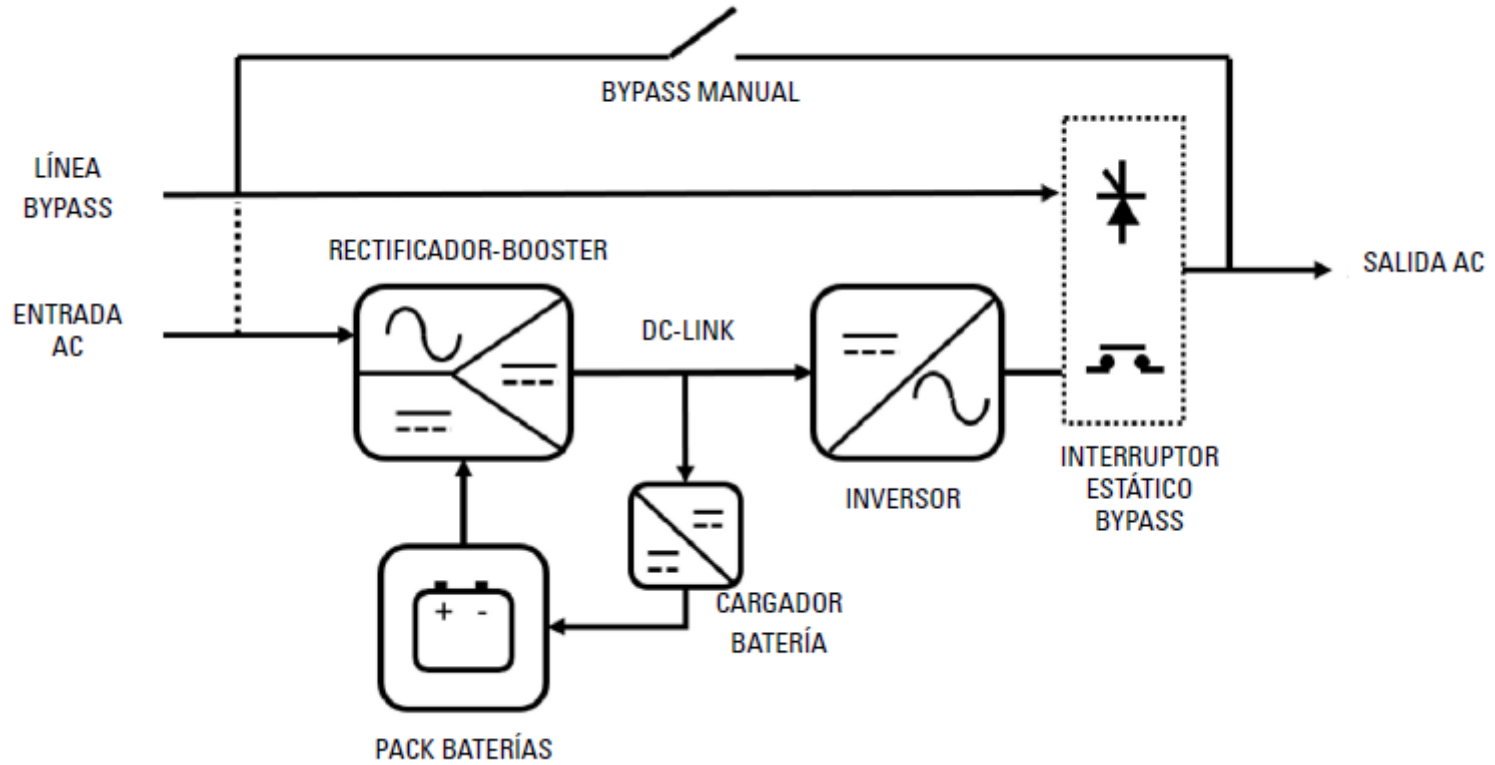 BYPASS MANUAL
LÍNEA
BYPASS
RECTIFICADOR-BOOSTER
SALIDA AC
ENTRADA
AC
DC-LINK
INTERRUPTOR
ESTÁTICO
BYPASS
INVERSOR
+ -
CARGADOR
BATERÍA
PACK BATERÍAS